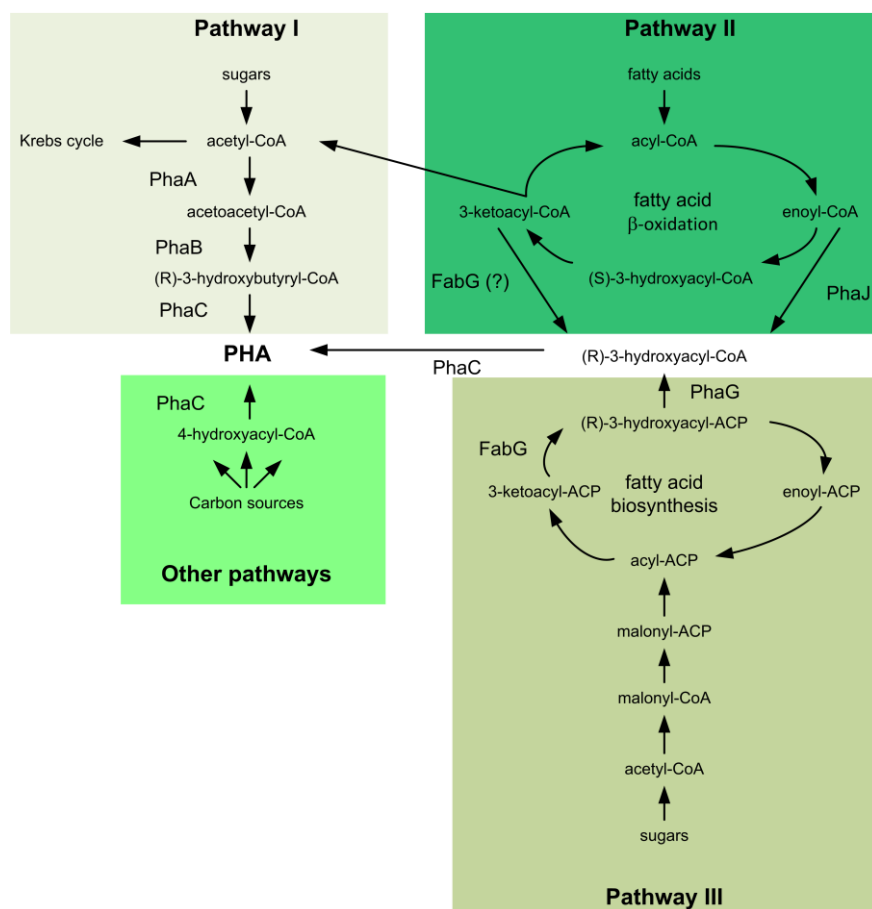 Pathway I
sugars
Krebs cycle
acetyl-CoA
PhaA
acetoacetyl-CoA
PhaB
(R)-3-hydroxybutyryl-CoA
PhaC
PHA
Pathway II
fatty acids
acyl-CoA
3-ketoacyl-CoA
fatty acid
β-oxidation
enoyl-CoA
FabG (?)
(S)-3-hydroxyacyl-CoA
PhaJ
PhaC
(R)-3-hydroxyacyl-CoA
PhaC
4-hydroxyacyl-CoA
Carbon sources
Other pathways
PhaG
(R)-3-hydroxyacyl-ACP
FabG
3-ketoacyl-ACP
fatty acid
biosynthesis
enoyl-ACP
acyl-ACP
malonyl-ACP
malonyl-CoA
acetyl-CoA
sugars
Pathway III